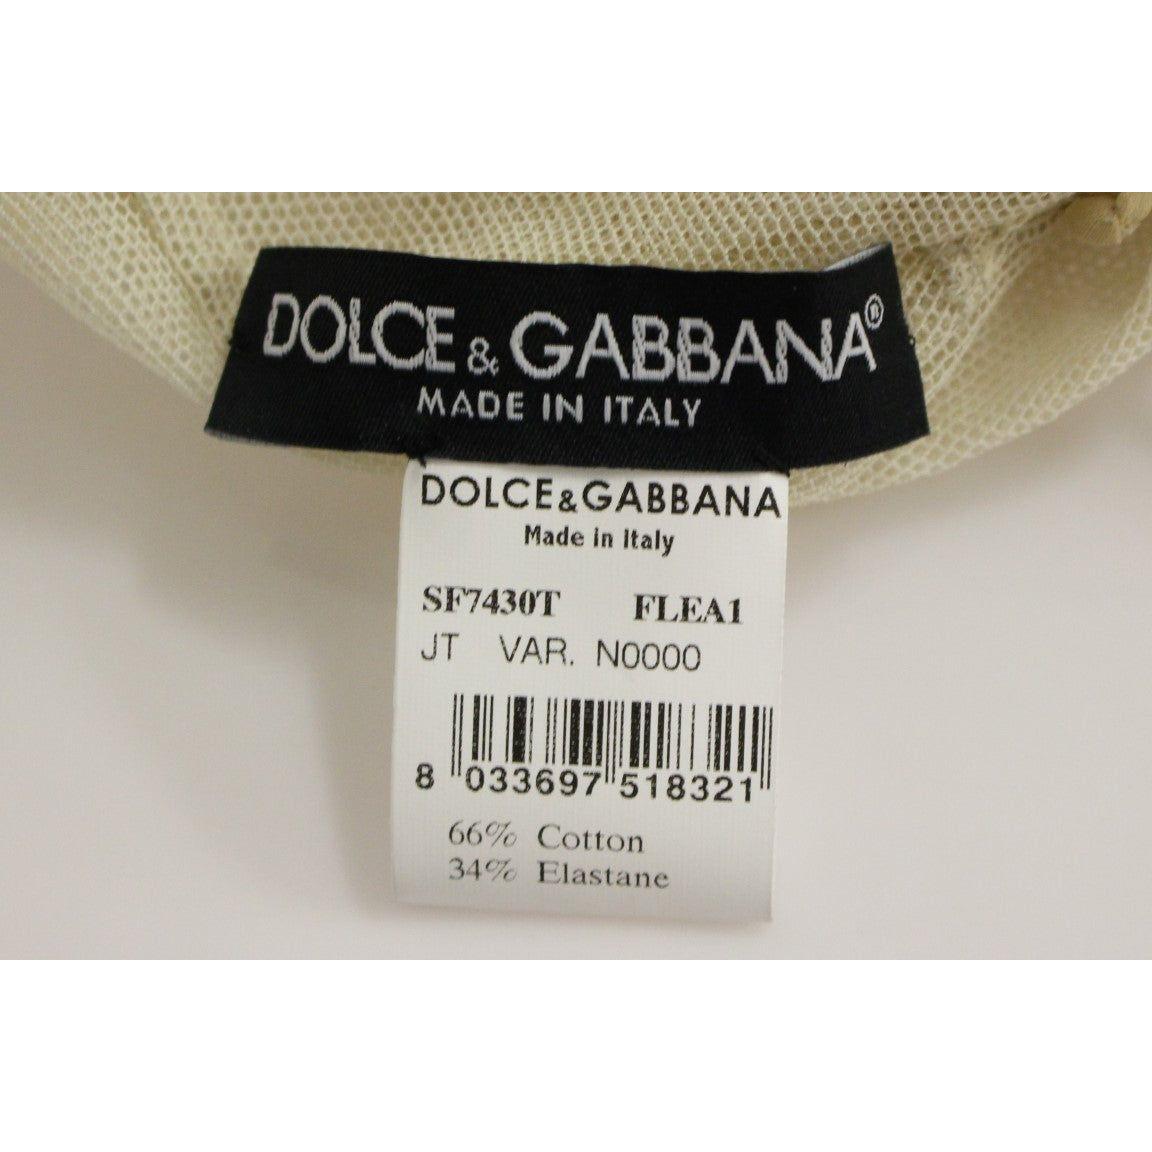 DOLCE & GABBANA®
MADE IN ITALY
DOLCE&GABBANA
Made in Italy
SF7430T FLEA1
JT VAR. N0000
8 033697 518321
66% Cotton
34% Elastane